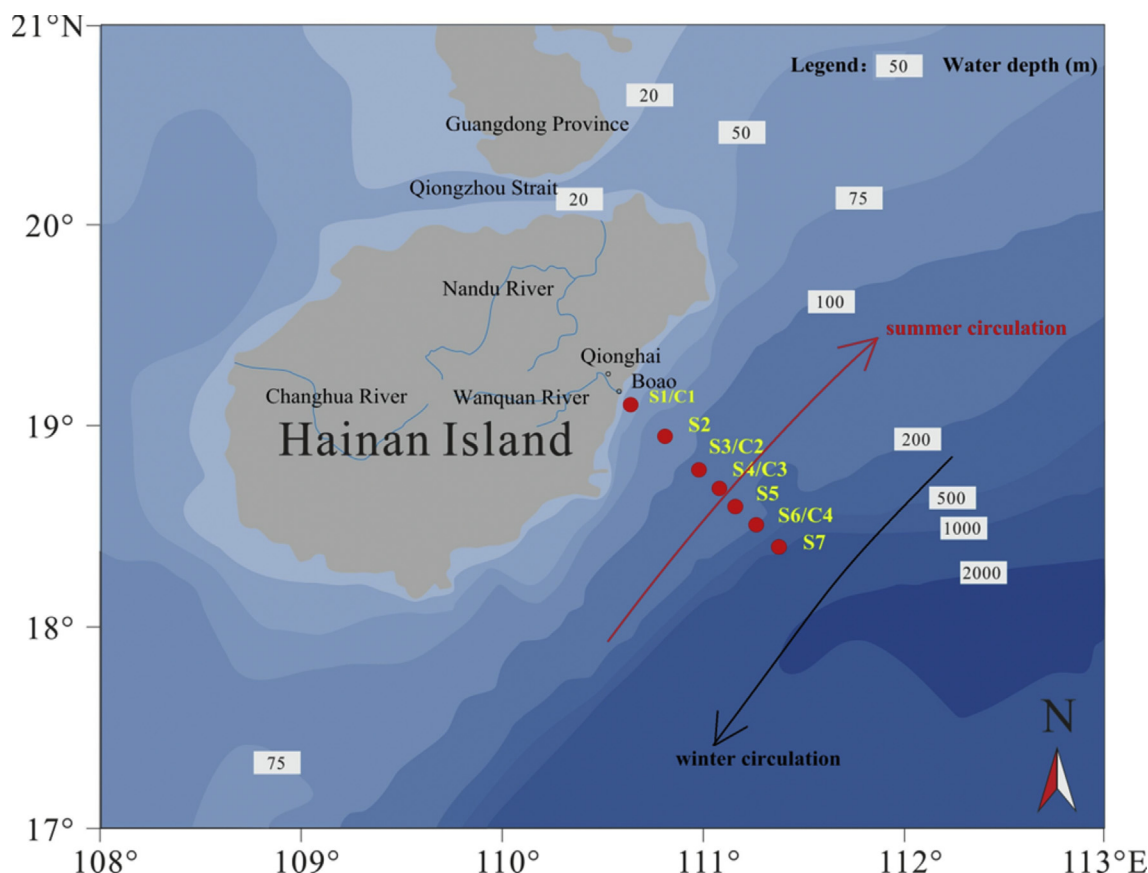 21°N
Legend: 50 Water depth (m)
20
Guangdong Province
50
Qiongzhou Strait
20
75
20°
Nandu River
100
summer circulation
Qionghai
Boao
Changhua River
Wanquan River
S1/C1
19°
Hainan Island
S2
S3/C2
S4/C3
S5
S6/C4
S7
200
500
1000
2000
18°
N
winter circulation
75
17°
108° 109° 110° 111° 112° 113°E